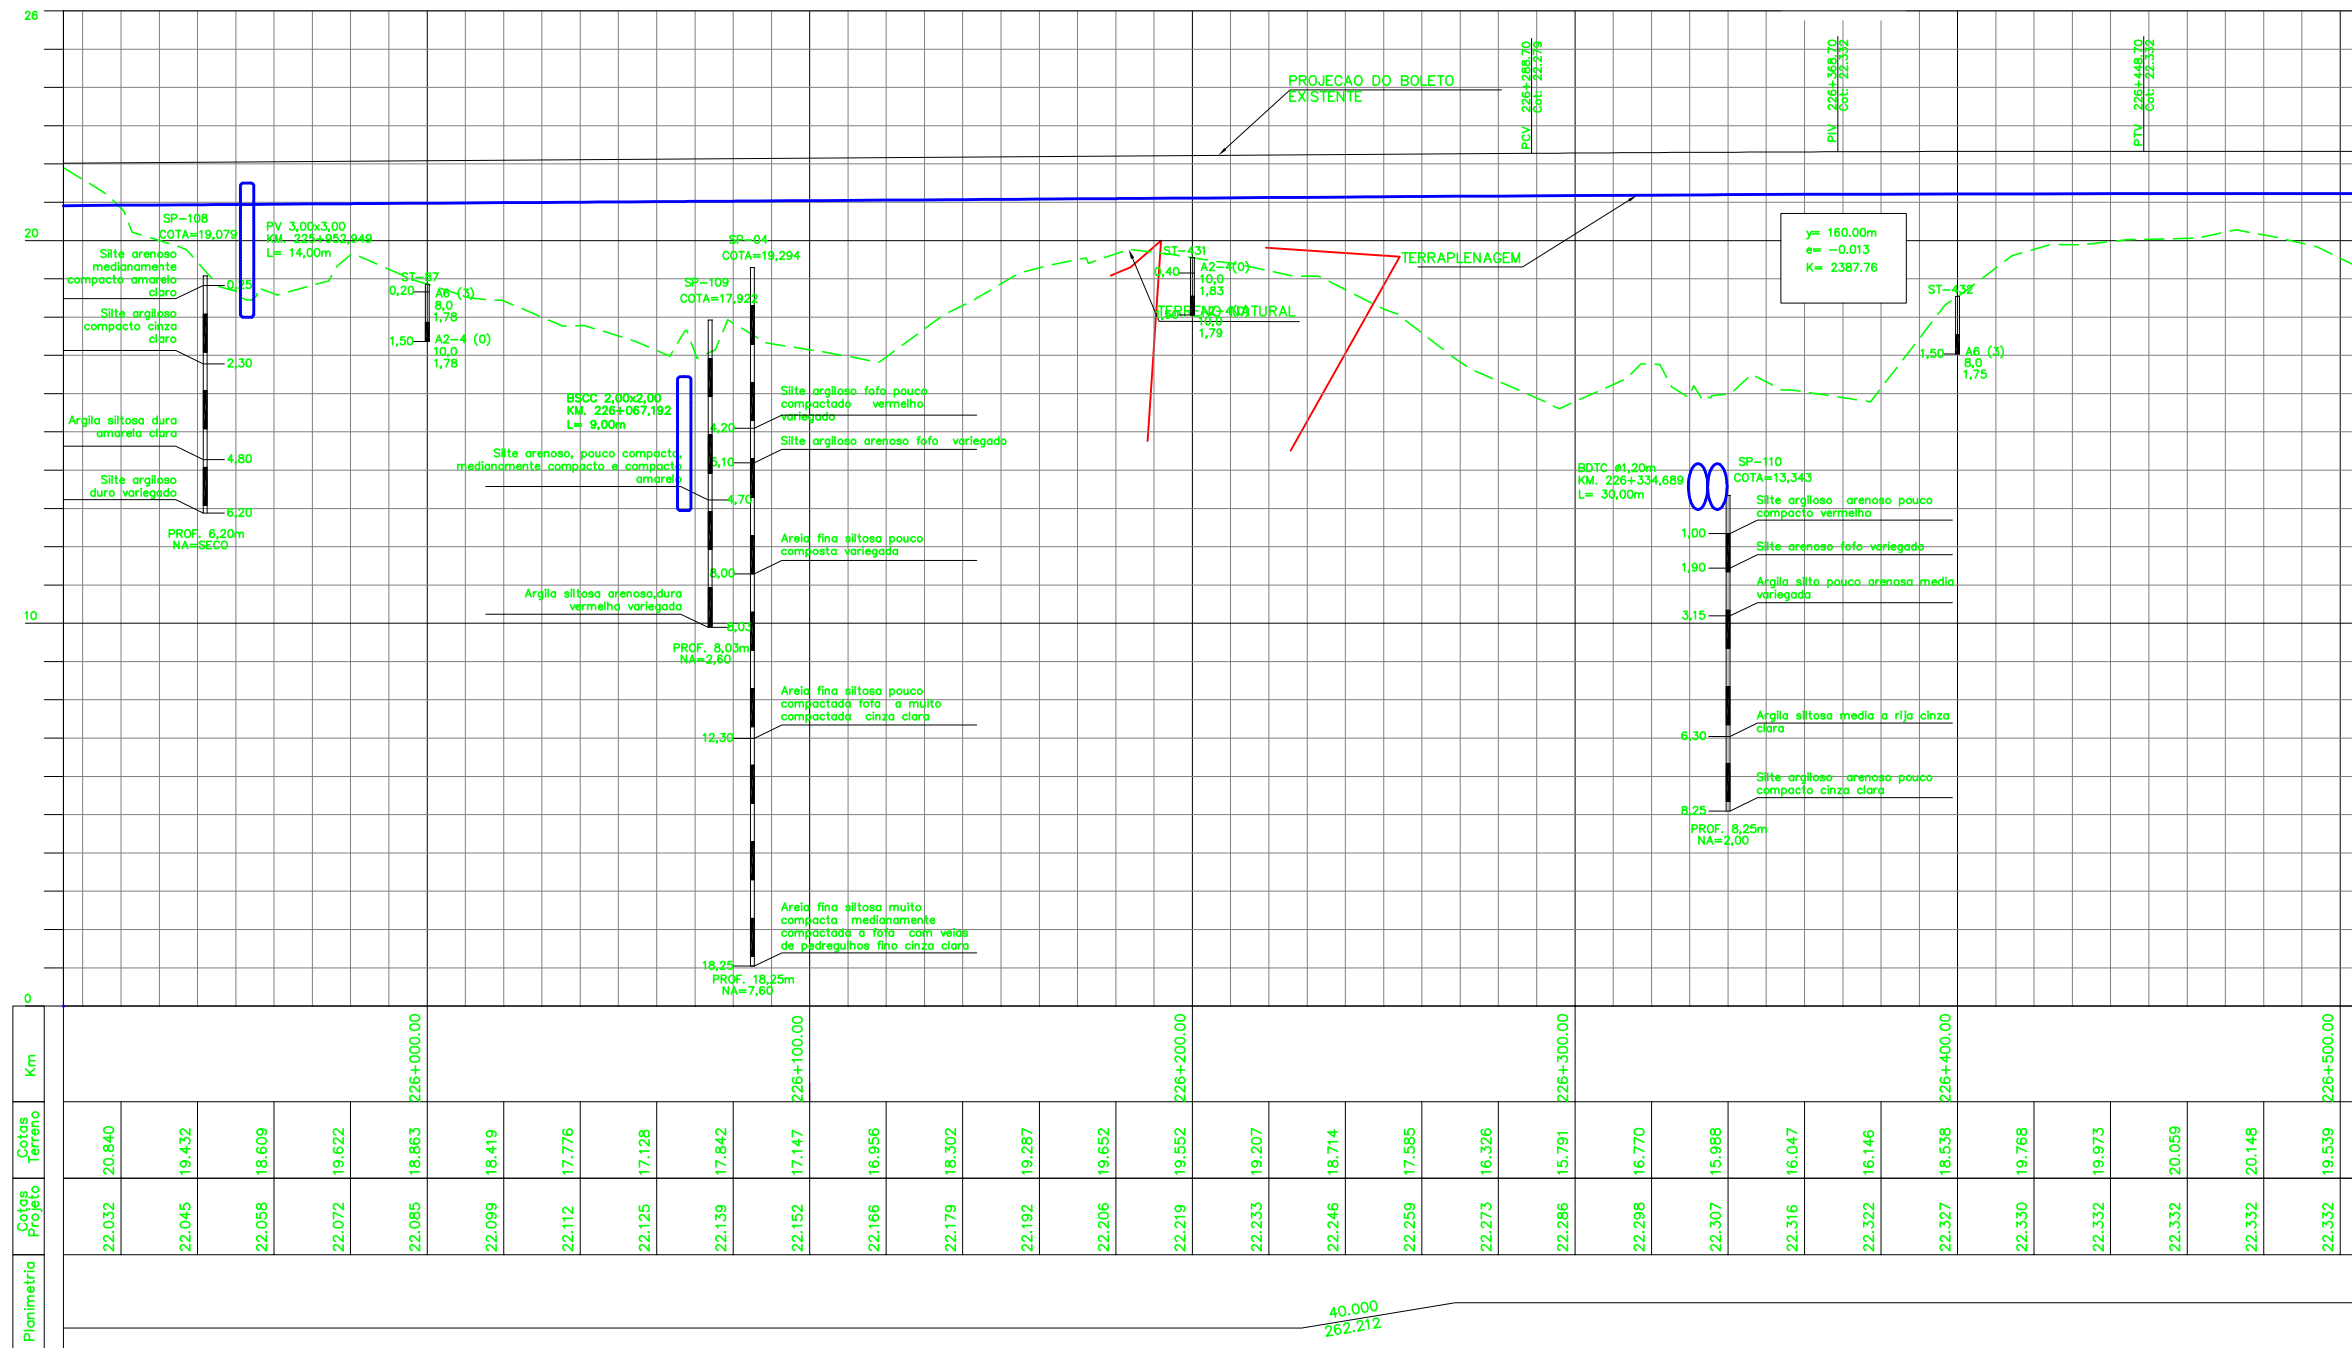 26
20
10
0
PROJECAO DO BOLETO
EXISTENTE
PCV 226+288.70
Cot: 22.279
PIV 226+368.70
Cot: 22.332
PTV 226+448.70
Cot: 22.332
SP-108
COTA=19,079
Silte arenoso
medianamente
compacto amarelo
claro
0,25
Silte argiloso
compacto cinza
claro
2,30
Argila siltosa dura
amarela clara
4,80
Silte argiloso
duro variegado
6,20
PROF. 6,20m
NA=SECO
PV 3,00x3,00
KM. 225+952,949
L= 14,00m
ST-97
0,20
A6 (3)
8,0
1,78
1,50
A2-4 (0)
10,0
1,78
BSCC 2,00x2,00
KM. 226+067,192
L= 9,00m
SP-109
COTA=17,922
Silte arenoso, pouco compacto,
medianamente compacto e compacto
amarelo
4,70
Argila siltosa arenosa,dura
vermelha variegada
8,03
PROF. 8,03m
NA=2,60
SP-04
COTA=19,294
Silte argiloso fofo pouco
compactado vermelho
variegado
4,20
Silte argiloso arenoso fofo variegado
5,10
Areia fina siltosa pouco
composta variegada
8,00
Areia fina siltosa pouco
compactada fofa a muito
compactada cinza clara
12,30
Areia fina siltosa muito
compacta medianamente
compactada a fofa com veias
de pedregulhos fino cinza clara
18,25
PROF. 18,25m
NA=7,60
ST-431
0,40
A2-4(0)
10,0
1,83
TERRENO NATURAL
1,79
TERRAPLENAGEM
y= 160.00m
e= -0.013
K= 2387.76
ST-432
1,50
A6 (3)
8,0
1,75
BDTC ø1,20m
KM. 226+334,689
L= 30,00m
SP-110
COTA=13,343
Silte argiloso arenoso pouco
compacto vermelho
1,00
Silte arenoso fofo variegado
1,90
Argila silto pouco arenosa media
variegada
3,15
Argila siltosa media a rija cinza
clara
6,30
Silte argiloso arenoso pouco
compacto cinza clara
8,25
PROF. 8,25m
NA=2,00
Km
226+000.00 226+100.00 226+200.00 226+300.00 226+400.00 226+500.00
Cotas
Terreno
20.840 19.432 18.609 19.622 18.863 18.419 17.776 17.128 17.842 17.147 16.956 18.302 19.287 19.652 19.552 19.207 18.714 17.585 16.326 15.791 16.770 15.988 16.047 16.146 18.538 19.768 19.973 20.059 20.148 19.539
Cotas
Projeto
22.032 22.045 22.058 22.072 22.085 22.099 22.112 22.125 22.139 22.152 22.166 22.179 22.192 22.206 22.219 22.233 22.246 22.259 22.273 22.286 22.298 22.307 22.316 22.322 22.327 22.330 22.332 22.332 22.332 22.332
Planimetria
40.000
262.212